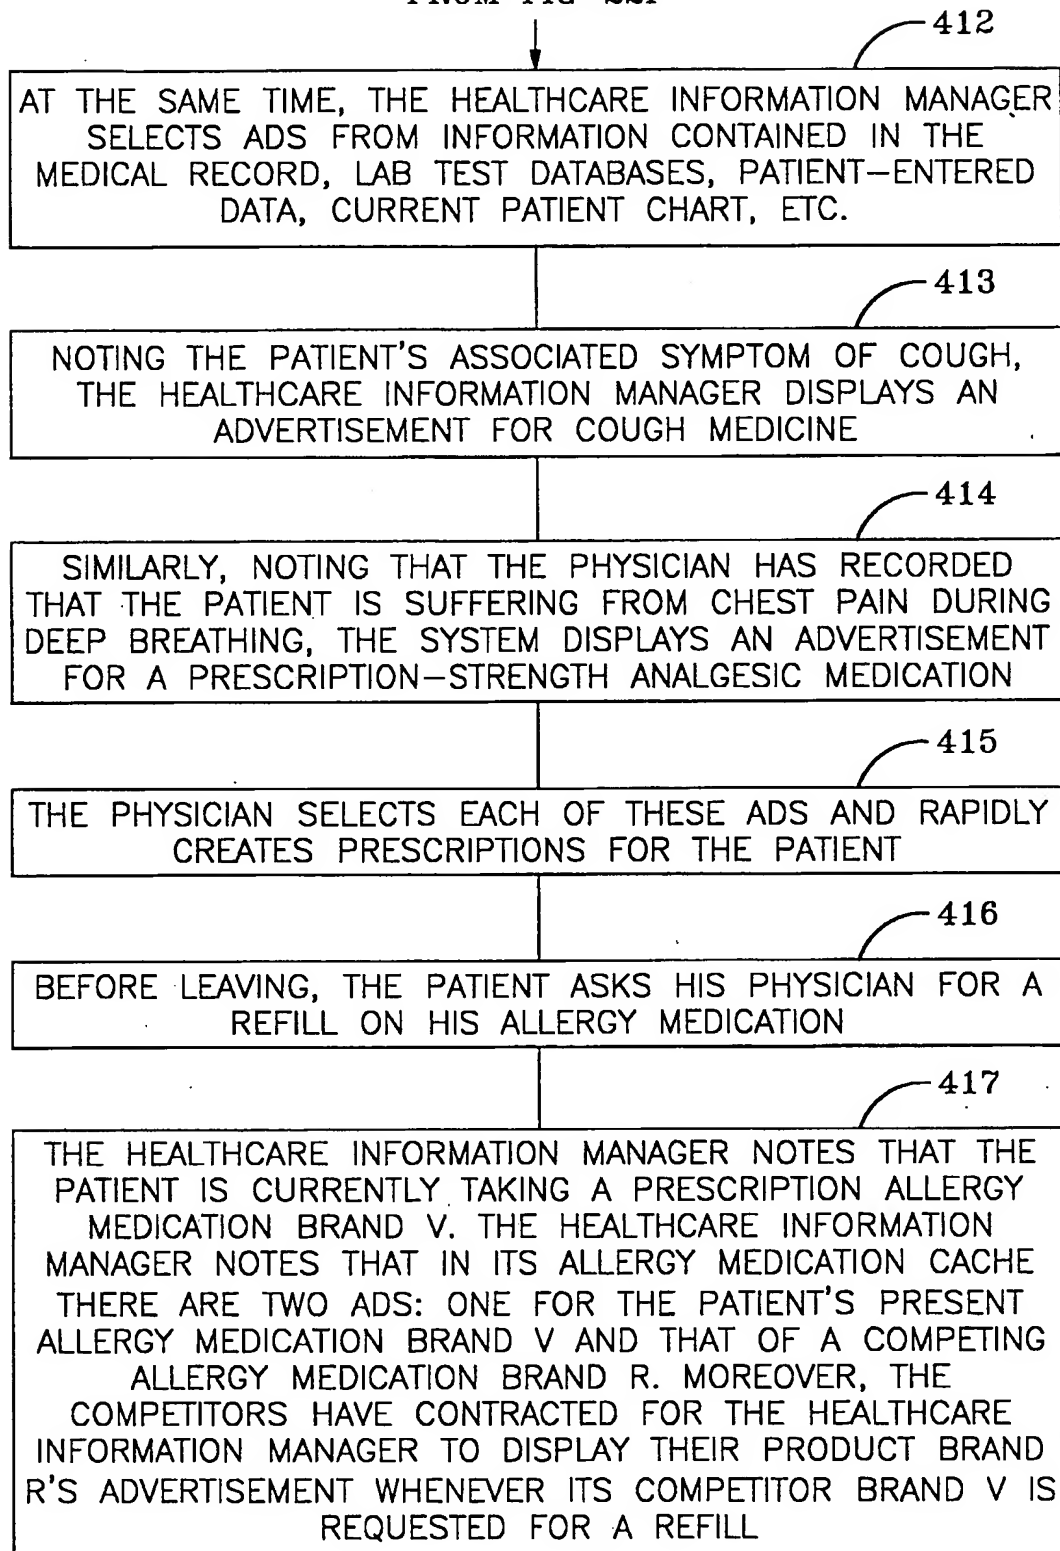 412
AT THE SAME TIME, THE HEALTHCARE INFORMATION MANAGER
SELECTS ADS FROM INFORMATION CONTAINED IN THE
MEDICAL RECORD, LAB TEST DATABASES, PATIENT-ENTERED
DATA, CURRENT PATIENT CHART, ETC.
413
NOTING THE PATIENT'S ASSOCIATED SYMPTOM OF COUGH,
THE HEALTHCARE INFORMATION MANAGER DISPLAYS AN
ADVERTISEMENT FOR COUGH MEDICINE
414
SIMILARLY, NOTING THAT THE PHYSICIAN HAS RECORDED
THAT THE PATIENT IS SUFFERING FROM CHEST PAIN DURING
DEEP BREATHING, THE SYSTEM DISPLAYS AN ADVERTISEMENT
FOR A PRESCRIPTION-STRENGTH ANALGESIC MEDICATION
415
THE PHYSICIAN SELECTS EACH OF THESE ADS AND RAPIDLY
CREATES PRESCRIPTIONS FOR THE PATIENT
416
BEFORE LEAVING, THE PATIENT ASKS HIS PHYSICIAN FOR A
REFILL ON HIS ALLERGY MEDICATION
417
THE HEALTHCARE INFORMATION MANAGER NOTES THAT THE
PATIENT IS CURRENTLY TAKING A PRESCRIPTION ALLERGY
MEDICATION BRAND V. THE HEALTHCARE INFORMATION
MANAGER NOTES THAT IN ITS ALLERGY MEDICATION CACHE
THERE ARE TWO ADS: ONE FOR THE PATIENT'S PRESENT
ALLERGY MEDICATION BRAND V AND THAT OF A COMPETING
ALLERGY MEDICATION BRAND R. MOREOVER, THE
COMPETITORS HAVE CONTRACTED FOR THE HEALTHCARE
INFORMATION MANAGER TO DISPLAY THEIR PRODUCT BRAND
R'S ADVERTISEMENT WHENEVER ITS COMPETITOR BRAND V IS
REQUESTED FOR A REFILL